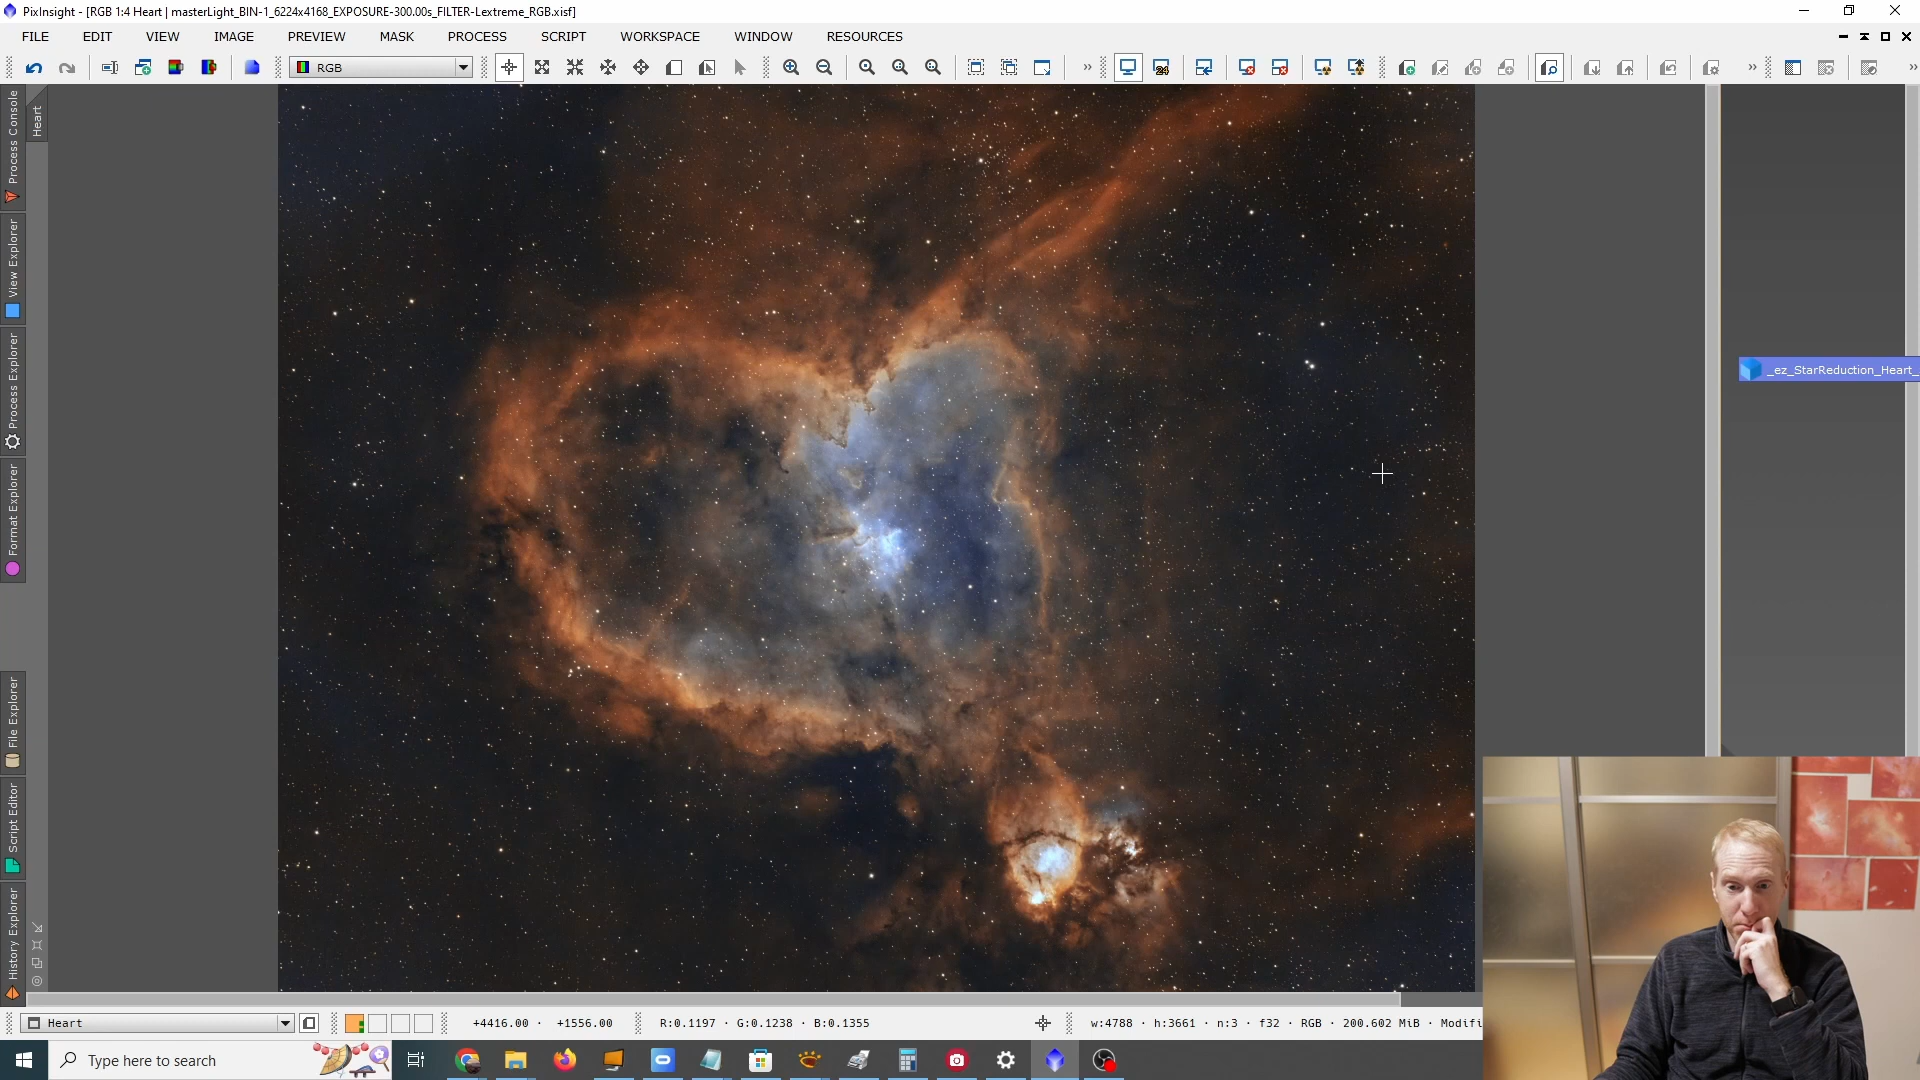 PixInsight - [RGB 1:4 Heart | masterLight_BIN-1_6224x4168_EXPOSURE-300.00s_FILTER-Lextreme_RGB.xisf]
FILE EDIT VIEW IMAGE PREVIEW MASK PROCESS SCRIPT WORKSPACE WINDOW RESOURCES
RGB
24
Process Console
View Explorer
Process Explorer
Format Explorer
File Explorer
Script Editor
History Explorer
Heart
_ez_StarReduction_Heart_
Heart
+4416.00 · +1556.00
R:0.1197 · G:0.1238 · B:0.1355
w:4788 · h:3661 · n:3 · f32 · RGB · 200.602 MiB · Modifi
Type here to search